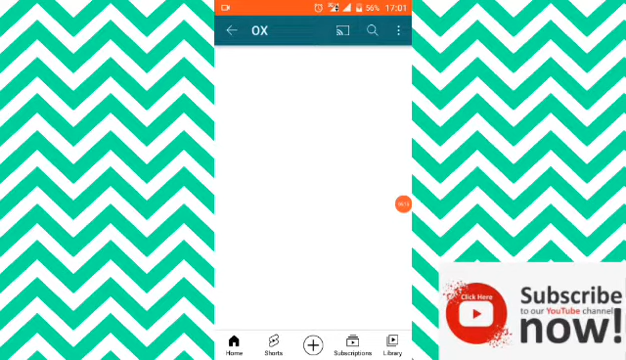 56% 17:01
OX
Home Shorts Subscriptions Library
Click Here
Subscribe
to our YouTube channel
now!